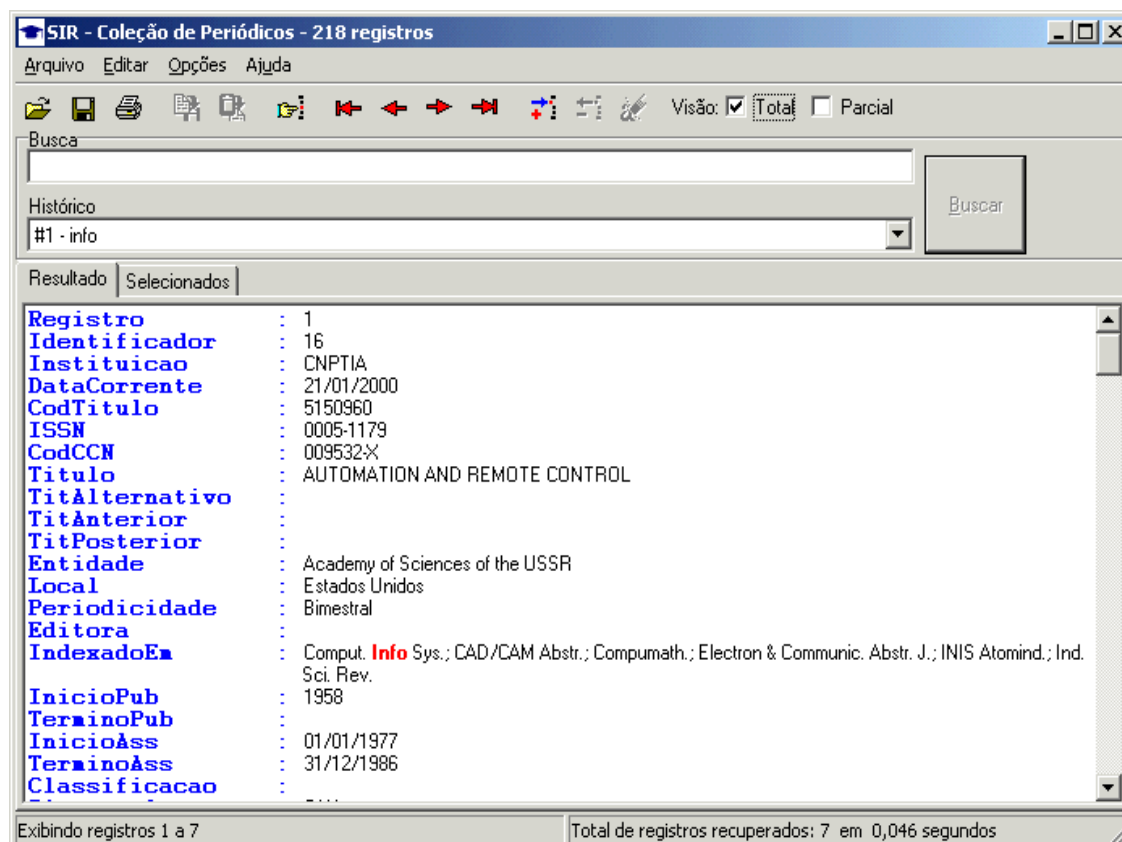 SIR - Coleção de Periódicos - 218 registros
Arquivo Editar Opções Ajuda
Visão: Total Parcial
Busca
Histórico
Buscar
#1 - info
Resultado Selecionados
Registro : 1
Identificador : 16
Instituicao : CNPTIA
DataCorrente : 21/01/2000
CodTitulo : 5150960
ISSN : 0005-1179
CodCCN : 009532-X
Titulo : AUTOMATION AND REMOTE CONTROL
TitAlternativo :
TitAnterior :
TitPosterior :
Entidade : Academy of Sciences of the USSR
Local : Estados Unidos
Periodicidade : Bimestral
Editora :
IndexadoEm : Comput. Info Sys.; CAD/CAM Abstr.; Compumath.; Electron & Communic. Abstr. J.; INIS Atomind.; Ind.
Sci. Rev.
InicioPub : 1958
TerminoPub :
InicioAss : 01/01/1977
TerminoAss : 31/12/1986
Classificacao :
Exibindo registros 1 a 7 Total de registros recuperados: 7 em 0,046 segundos